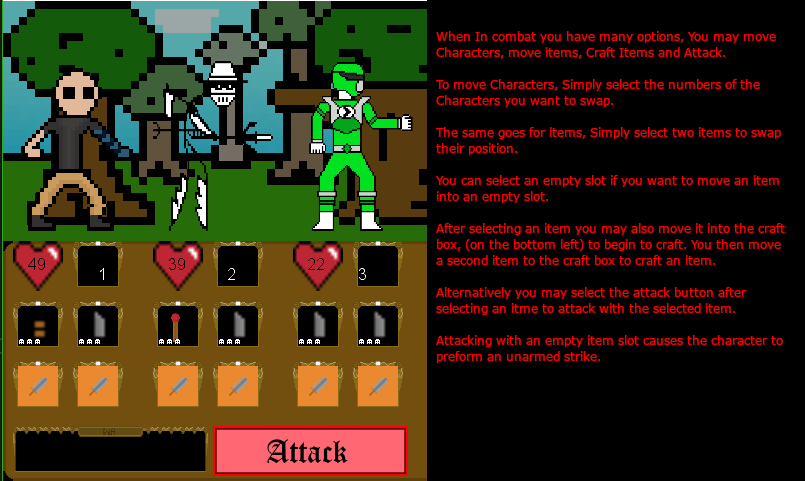 When In combat you have many options, You may move
Characters, move items, Craft Items and Attack.
To move Characters, Simply select the numbers of the
Characters you want to swap.
The same goes for items, Simply select two items to swap
their position.
You can select an empty slot if you want to move an item
into an empty slot.
After selecting an item you may also move it into the craft
box, (on the bottom left) to begin to craft. You then move
a second item to the craft box to craft an item.
Alternatively you may select the attack button after
selecting an itme to attack with the selected item.
Attacking with an empty item slot causes the character to
preform an unarmed strike.
49 1 39 2 22 3
Attack